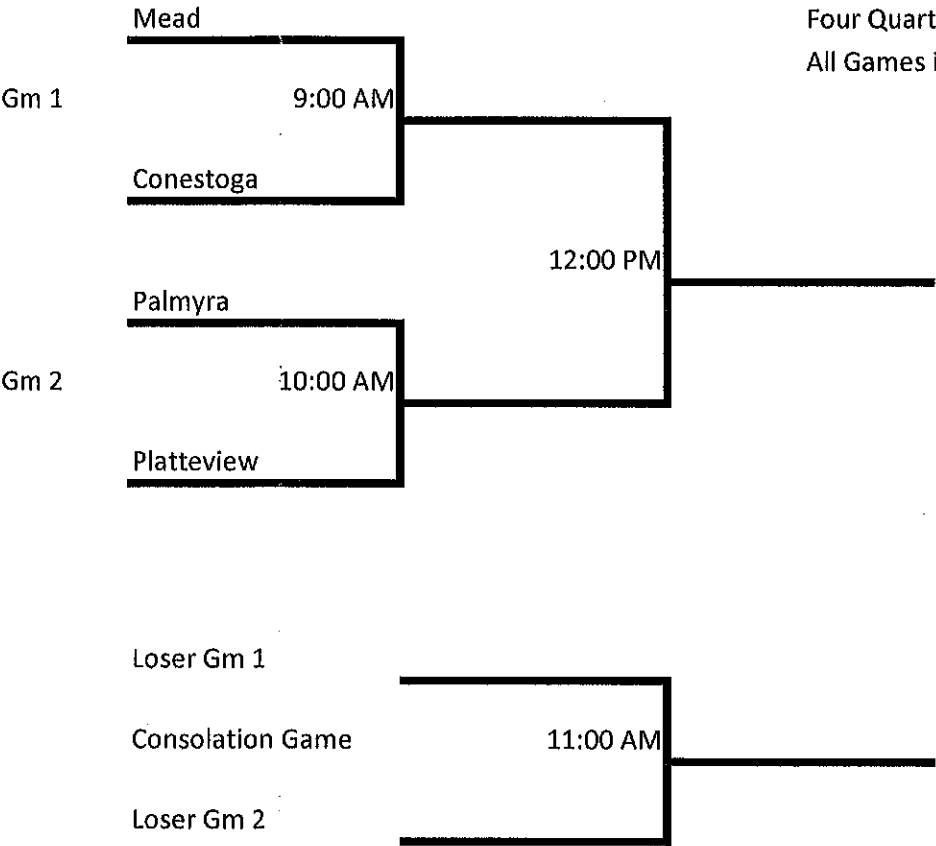 Mead
Four Quart
All Games i
Gm 1
9:00 AM
Conestoga
12:00 PM
Palmyra
Gm 2
10:00 AM
Platteview
Loser Gm 1
Consolation Game
11:00 AM
Loser Gm 2